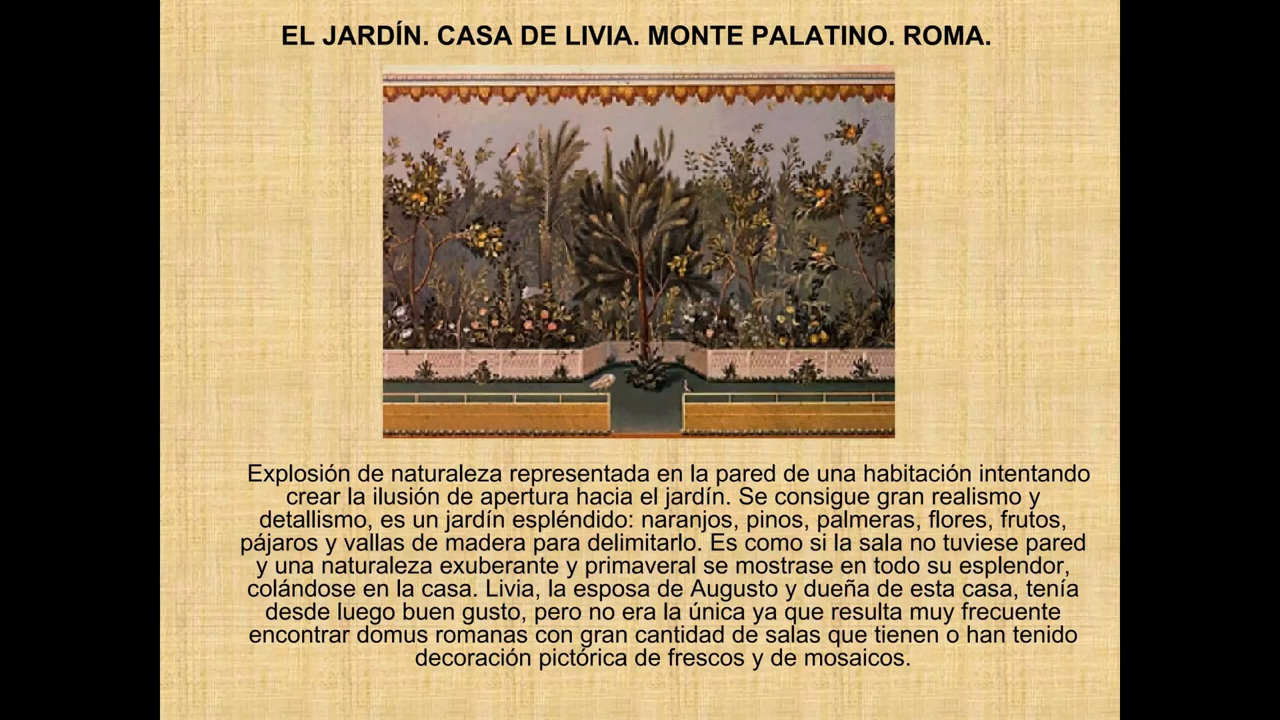 EL JARDÍN. CASA DE LIVIA. MONTE PALATINO. ROMA.
Explosión de naturaleza representada en la pared de una habitación intentando
crear la ilusión de apertura hacia el jardín. Se consigue gran realismo y
detallismo, es un jardín espléndido: naranjos, pinos, palmeras, flores, frutos,
pájaros y vallas de madera para delimitarlo. Es como si la sala no tuviese pared
y una naturaleza exuberante y primaveral se mostrase en todo su esplendor,
colándose en la casa. Livia, la esposa de Augusto y dueña de esta casa, tenía
desde luego buen gusto, pero no era la única ya que resulta muy frecuente
encontrar domus romanas con gran cantidad de salas que tienen o han tenido
decoración pictórica de frescos y de mosaicos.